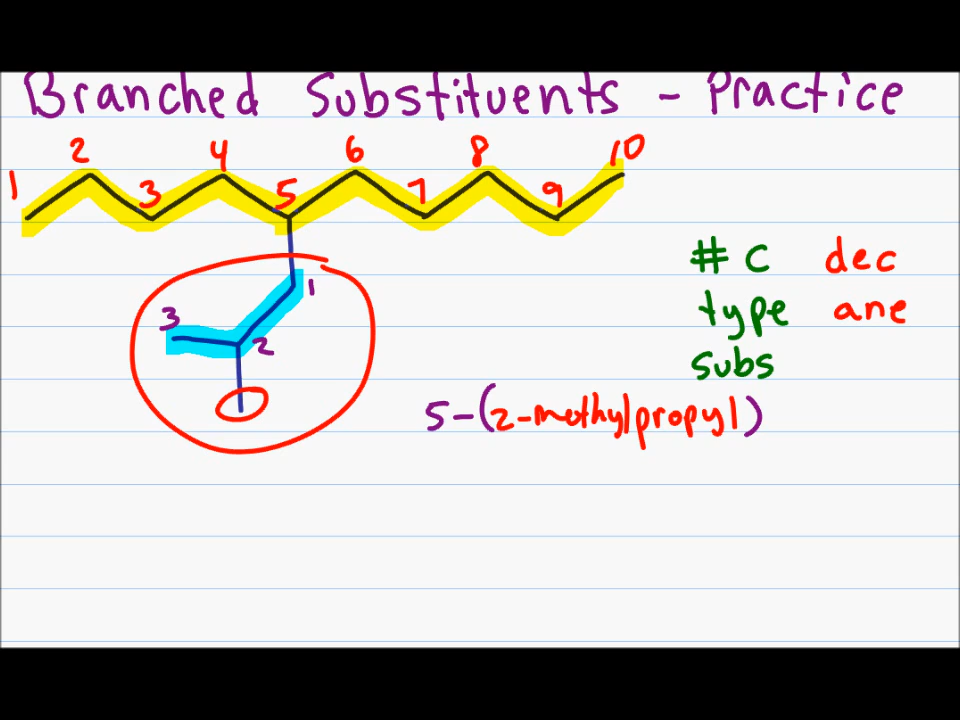 Branched Substituents - Practice
1 2 3 4 5 6 7 8 9 10
# C dec
1
type ane
3
2
subs
5-(2-methylpropyl)